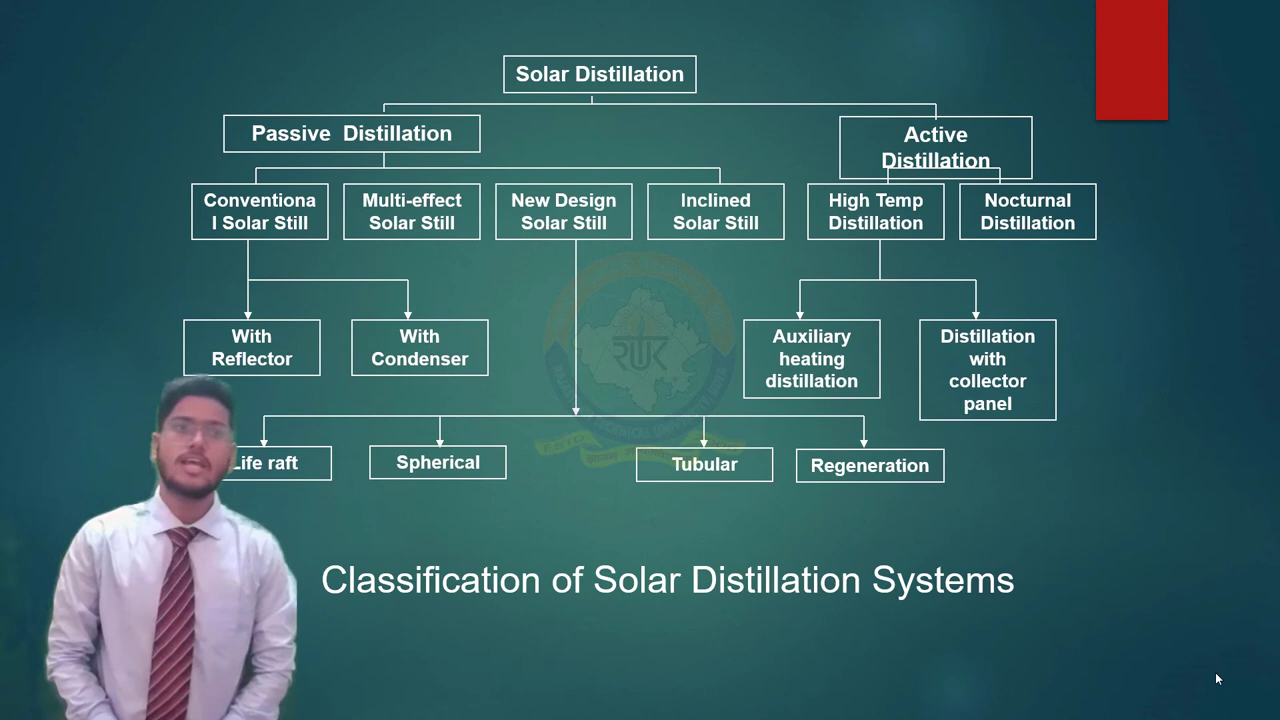 Solar Distillation
Passive Distillation
Active
Distillation
Conventiona
l Solar Still
Multi-effect
Solar Still
New Design
Solar Still
Inclined
Solar Still
High Temp
Distillation
Nocturnal
Distillation
With
Reflector
With
Condenser
Auxiliary
heating
distillation
Distillation
with
collector
panel
Life raft
Spherical
Tubular
Regeneration
Classification of Solar Distillation Systems